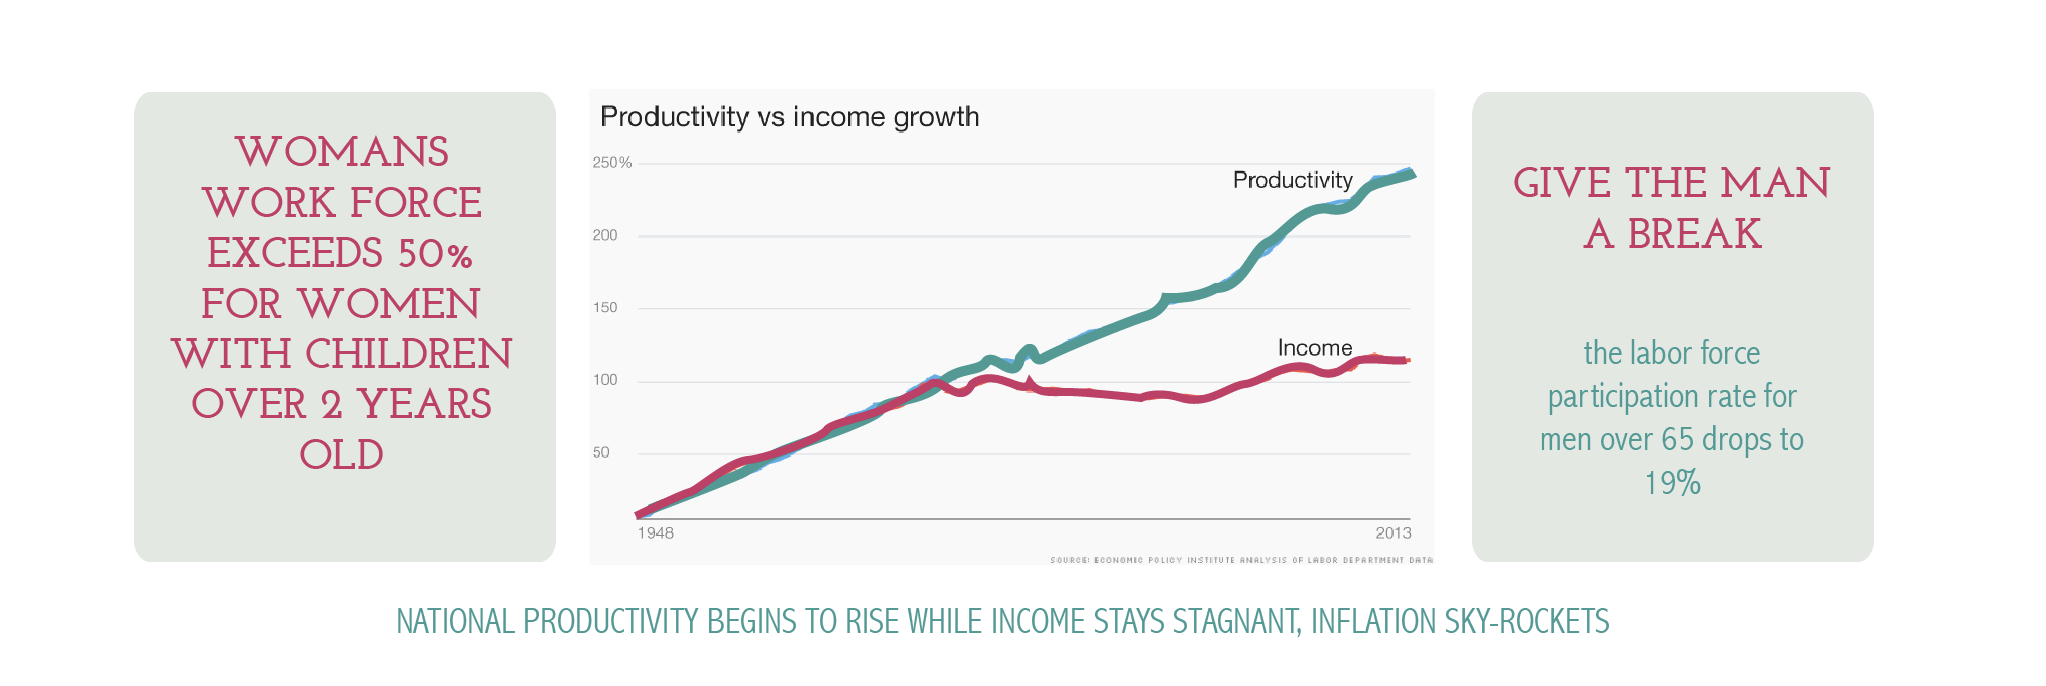 WOMANS
WORK FORCE
EXCEEDS 50%
FOR WOMEN
WITH CHILDREN
OVER 2 YEARS
OLD
Productivity vs income growth
250%
Productivity
200
150
Income
100
50
1948
2013
SOURCE: ECONOMIC POLICY INSTITUTE ANALYSIS OF LABOR DEPARTMENT DATA
GIVE THE MAN
A BREAK
the labor force
participation rate for
men over 65 drops to
19%
NATIONAL PRODUCTIVITY BEGINS TO RISE WHILE INCOME STAYS STAGNANT, INFLATION SKY-ROCKETS